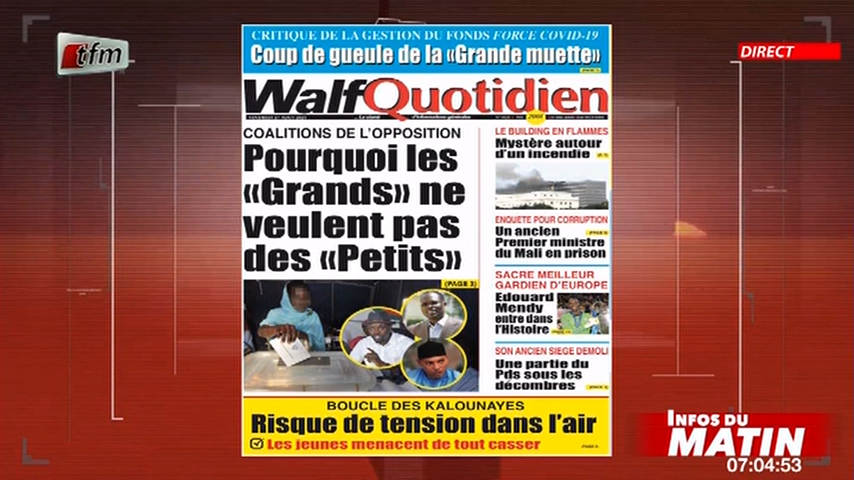 tfm
DIRECT
CRITIQUE DE LA GESTION DU FONDS FORCE COVID-19
Coup de gueule de la «Grande muette»
WalfQuotidien
COALITIONS DE L'OPPOSITION
Pourquoi les
«Grands» ne
veulent pas
des «Petits»
(PAGE 3)
LE BUILDING EN FLAMMES
Mystère autour
d'un incendie
ENQUETE POUR CORRUPTION
Un ancien
Premier ministre
du Mali en prison
SACRE MEILLEUR
GARDIEN D'EUROPE
Edouard
Mendy
entre dans
l'Histoire
SON ANCIEN SIEGE DEMOLI
Une partie du
Pds sous les
décombres
BOUCLE DES KALOUNAYES
Risque de tension dans l'air
Les jeunes menacent de tout casser
INFOS DU
MATIN
07:04:53